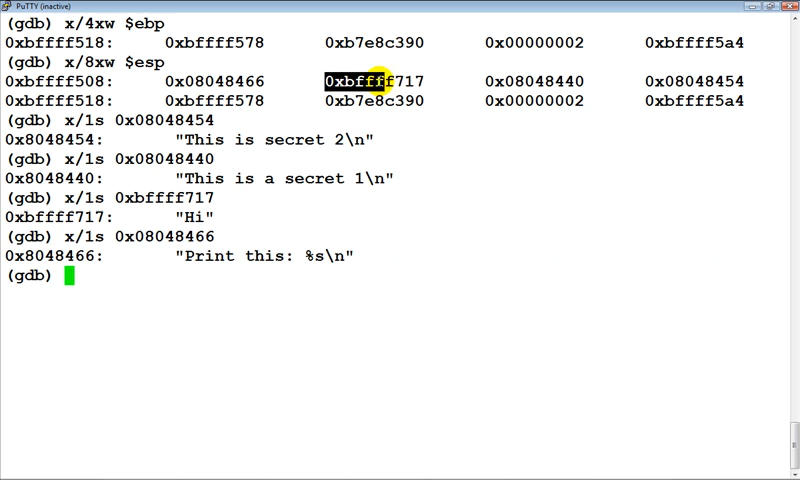 PuTTY (inactive)
(gdb) x/4xw $ebp
0xbffff518: 0xbffff578 0xb7e8c390 0x00000002 0xbffff5a4
(gdb) x/8xw $esp
0xbffff508: 0x08048466 0xbffff717 0x08048440 0x08048454
0xbffff518: 0xbffff578 0xb7e8c390 0x00000002 0xbffff5a4
(gdb) x/1s 0x08048454
0x8048454: "This is secret 2\n"
(gdb) x/1s 0x08048440
0x8048440: "This is a secret 1\n"
(gdb) x/1s 0xbffff717
0xbffff717: "Hi"
(gdb) x/1s 0x08048466
0x8048466: "Print this: %s\n"
(gdb)